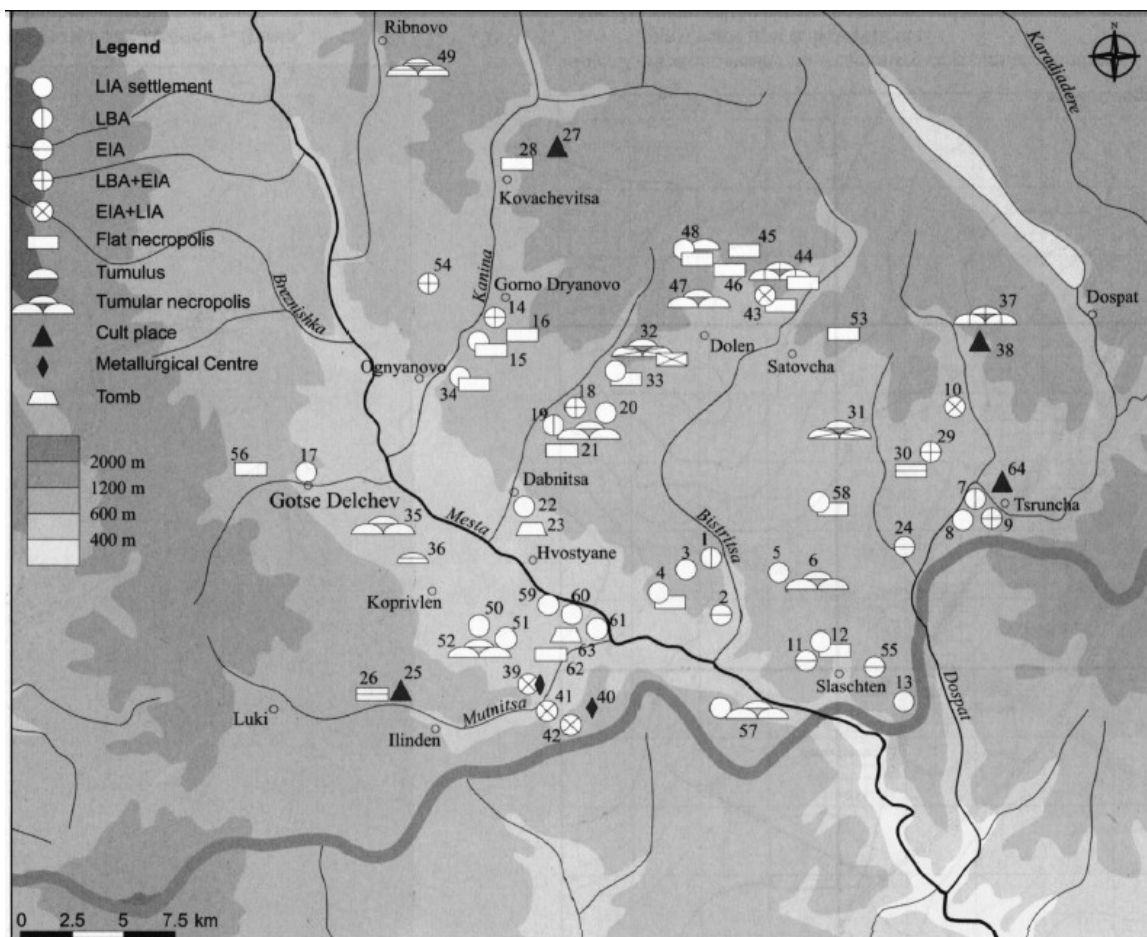 Legend
LIA settlement
LBA
EIA
LBA+EIA
EIA+LIA
Flat necropolis
Tumulus
Tumular necropolis
Cult place
Metallurgical Centre
Tomb
2000 m
1200 m
600 m
400 m
0 2.5 5 7.5 km
N
Ribnovo
49
Karadjadere
27
28
Kovachevitsa
54
Kanina
Gorno Dryanovo
14
16
15
Ognyanovo
34
Breznishka
48
45
46
44
47
43
Dolen
53
Satovcha
37
38
Dospat
32
33
18
20
19
21
31
10
29
30
64
7
Tsruncha
8
9
56
17
Gotse Delchev
35
36
Koprivlen
Dabnitsa
22
23
Mesta
Hvostyane
58
24
Bistritsa
1
3
4
2
5
6
59
60
61
50
51
52
63
62
39
41
40
42
11
12
55
Slaschten
13
Dospat
57
26
25
Luki
Mutnitsa
Ilinden